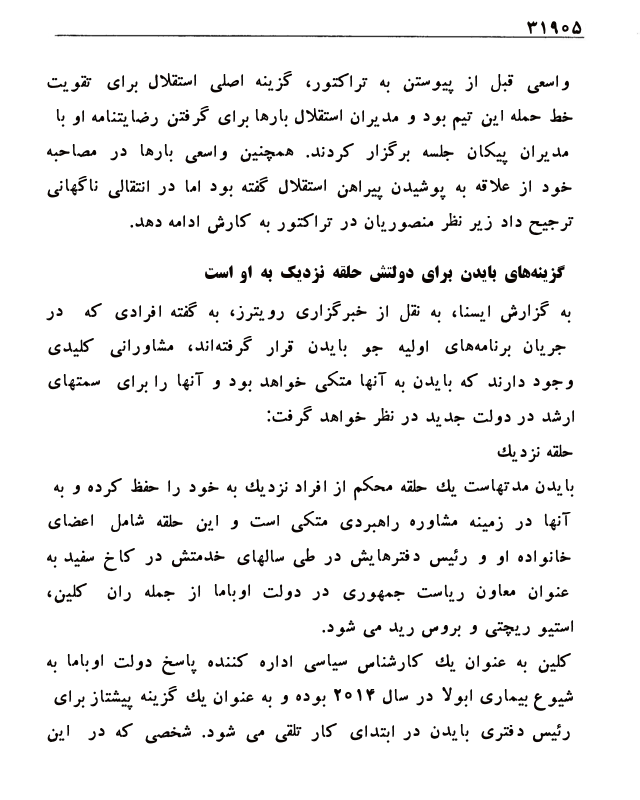 ۳۱۹۰۵
واسعی قبل از پیوستن به تراکتور، گزینه اصلی استقلال برای تقویت
خط حمله این تیم بود و مدیران استقلال بارها برای گرفتن رضایتنامه او با
مدیران پیکان جلسه برگزار کردند. همچنین واسعی بارها در مصاحبه
خود از علاقه به پوشیدن پیراهن استقلال گفته بود اما در انتقالی ناگهانی
ترجیح داد زیر نظر منصوریان در تراکتور به کارش ادامه دهد.
گزینه‌های بایدن برای دولتش حلقه نزدیک به او است
به گزارش ایسنا، به نقل از خبرگزاری رویترز، به گفته افرادی که در
جریان برنامه‌های اولیه جو بایدن قرار گرفته‌اند، مشاورانی کلیدی
وجود دارند که بایدن به آنها متکی خواهد بود و آنها را برای سمتهای
ارشد در دولت جدید در نظر خواهد گرفت:
حلقه نزدیك
بایدن مدتهاست یك حلقه محکم از افراد نزدیك به خود را حفظ کرده و به
آنها در زمینه مشاوره راهبردی متکی است و این حلقه شامل اعضای
خانواده او و رئیس دفترهایش در طی سالهای خدمتش در کاخ سفید به
عنوان معاون ریاست جمهوری در دولت اوباما از جمله ران کلین،
استیو ریچتی و بروس رید می شود.
کلین به عنوان یك کارشناس سیاسی اداره کننده پاسخ دولت اوباما به
شیوع بیماری ابولا در سال ۲۰۱۴ بوده و به عنوان یك گزینه پیشتاز برای
رئیس دفتری بایدن در ابتدای کار تلقی می شود. شخصی که در این